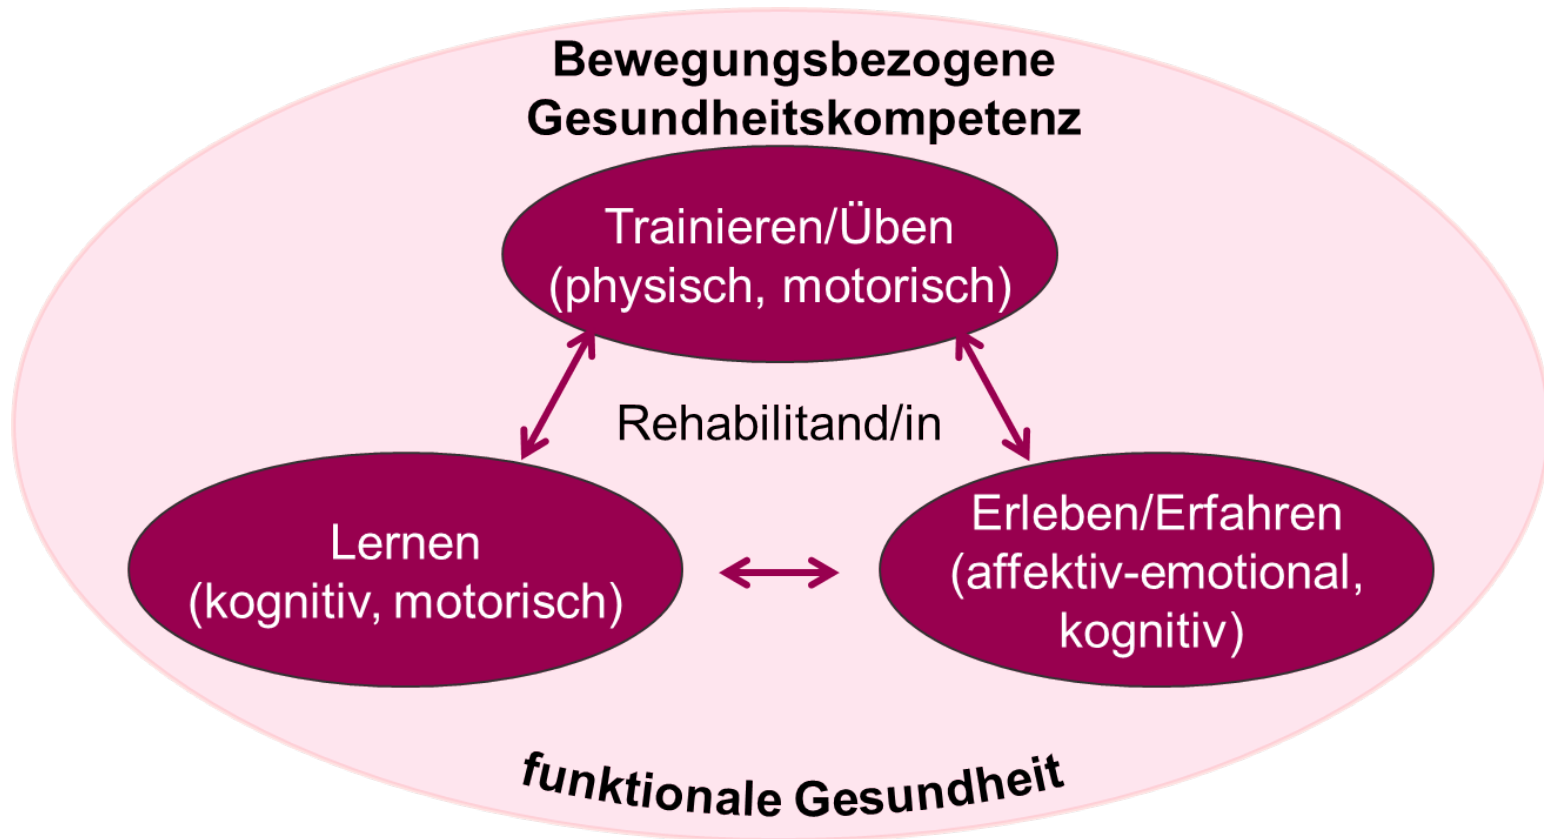 Bewegungsbezogene
Gesundheitskompetenz
Trainieren/Üben
(physisch, motorisch)
Rehabilitand/in
Lernen
(kognitiv, motorisch)
Erleben/Erfahren
(affektiv-emotional,
kognitiv)
funktionale Gesundheit